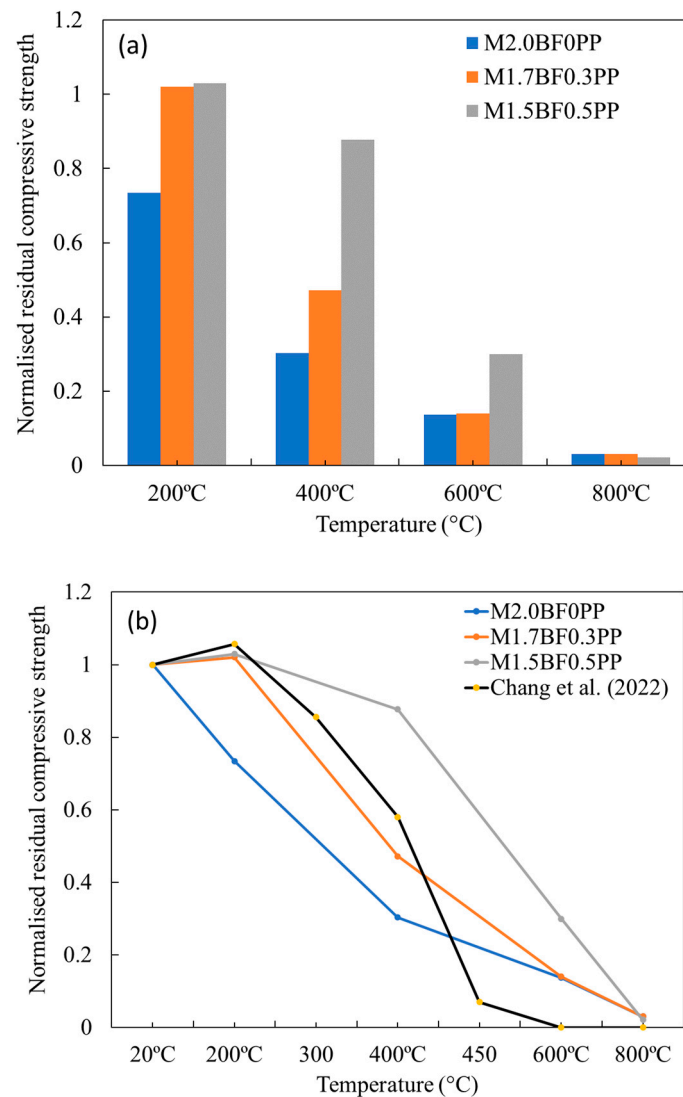 1.2
(a)
M2.0BF0PP
M1.7BF0.3PP
M1.5BF0.5PP
1
0.8
0.6
0.4
0.2
0
Normalised residual compressive strength
200ºC 400ºC 600ºC 800ºC
Temperature (°C)
1.2
(b)
M2.0BF0PP
M1.7BF0.3PP
M1.5BF0.5PP
Chang et al. (2022)
1
0.8
0.6
0.4
0.2
0
Normalised residual compressive strength
20ºC 200ºC 300 400ºC 450 600ºC 800ºC
Temperature (°C)